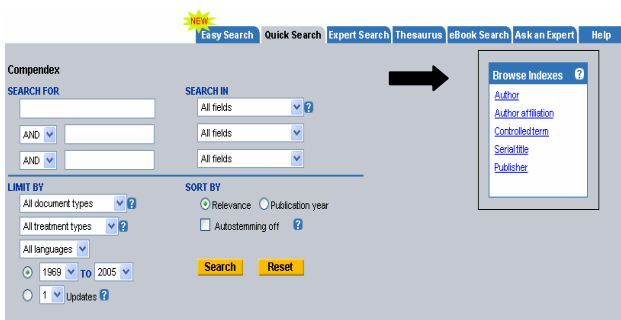 NEW
Easy Search Quick Search Expert Search Thesaurus eBook Search Ask an Expert Help
Compendex
SEARCH FOR
SEARCH IN
All fields ?
AND
All fields
AND
All fields
LIMIT BY
SORT BY
All document types ?
Relevance Publication year
All treatment types ?
Autostemming off ?
All languages
1969 TO 2005
Search Reset
1 Updates ?
Browse Indexes ?
Author
Author affiliation
Controlled term
Serial title
Publisher